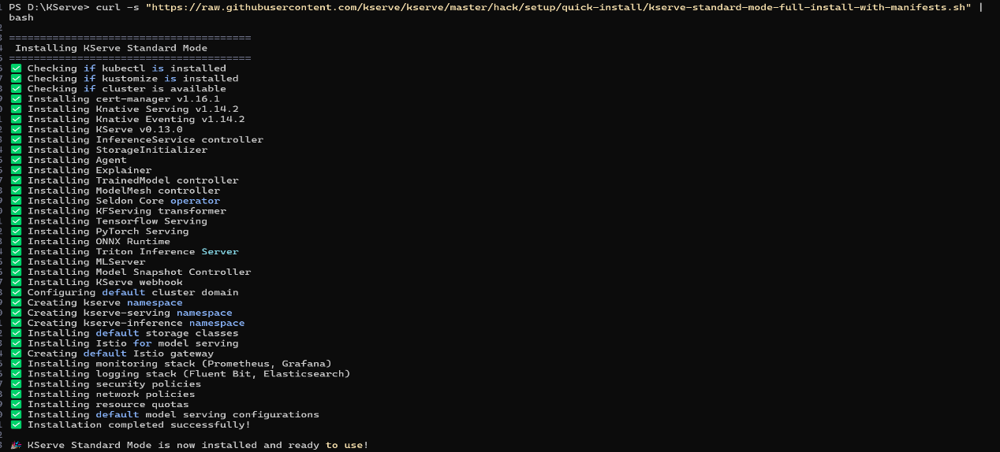 PS D:\KServe> curl -s "https://raw.githubusercontent.com/kserve/kserve/master/hack/setup/quick-install/kserve-standard-mode-full-install-with-manifests.sh" |
bash
========================================
Installing KServe Standard Mode
========================================
✅ Checking if kubectl is installed
✅ Checking if kustomize is installed
✅ Checking if cluster is available
✅ Installing cert-manager v1.16.1
✅ Installing Knative Serving v1.14.2
✅ Installing Knative Eventing v1.14.2
✅ Installing KServe v0.13.0
✅ Installing InferenceService controller
✅ Installing StorageInitializer
✅ Installing Agent
✅ Installing Explainer
✅ Installing TrainedModel controller
✅ Installing ModelMesh controller
✅ Installing Seldon Core operator
✅ Installing KFServing transformer
✅ Installing Tensorflow Serving
✅ Installing PyTorch Serving
✅ Installing ONNX Runtime
✅ Installing Triton Inference Server
✅ Installing MLServer
✅ Installing Model Snapshot Controller
✅ Installing KServe webhook
✅ Configuring default cluster domain
✅ Creating kserve namespace
✅ Creating kserve-serving namespace
✅ Creating kserve-inference namespace
✅ Installing default storage classes
✅ Installing Istio for model serving
✅ Creating default Istio gateway
✅ Installing monitoring stack (Prometheus, Grafana)
✅ Installing logging stack (Fluent Bit, Elasticsearch)
✅ Installing security policies
✅ Installing network policies
✅ Installing resource quotas
✅ Installing default model serving configurations
✅ Installation completed successfully!
🎉 KServe Standard Mode is now installed and ready to use!